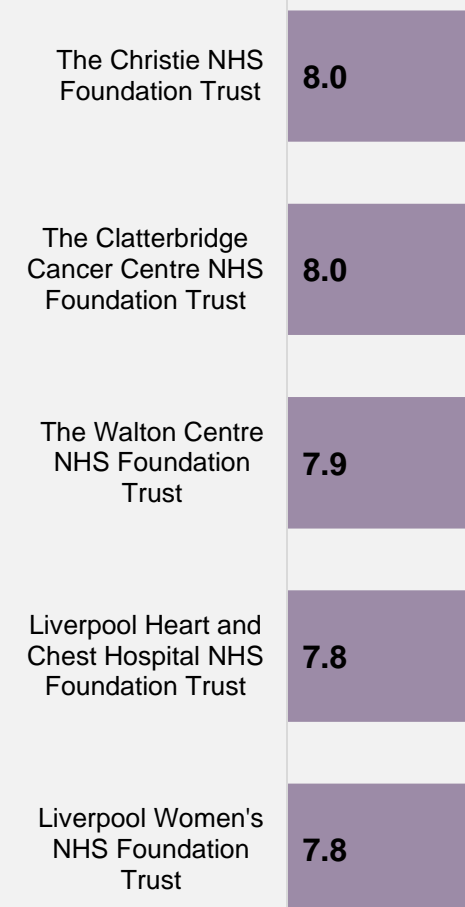 The Christie NHS
Foundation Trust
8.0
The Clatterbridge
Cancer Centre NHS
Foundation Trust
8.0
The Walton Centre
NHS Foundation
Trust
7.9
Liverpool Heart and
Chest Hospital NHS
Foundation Trust
7.8
Liverpool Women's
NHS Foundation
Trust
7.8